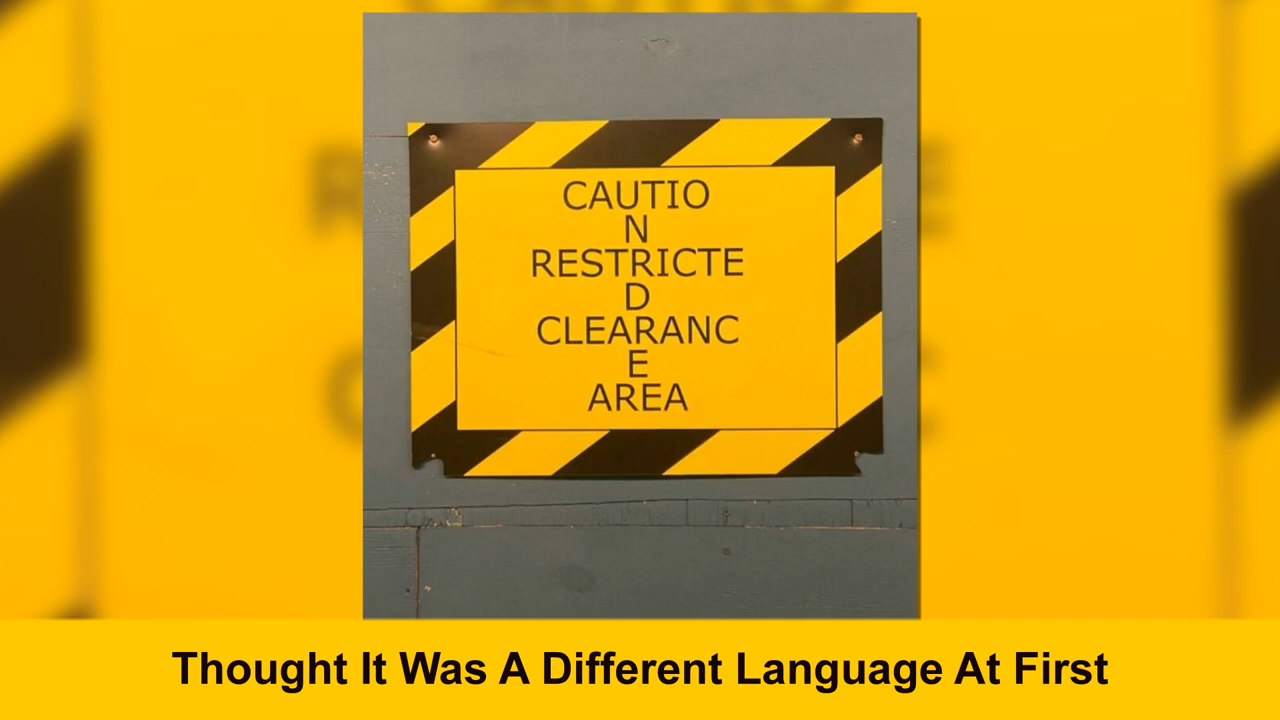 CAUTIO
N
RESTRICTE
D
CLEARANC
E
AREA
Thought It Was A Different Language At First